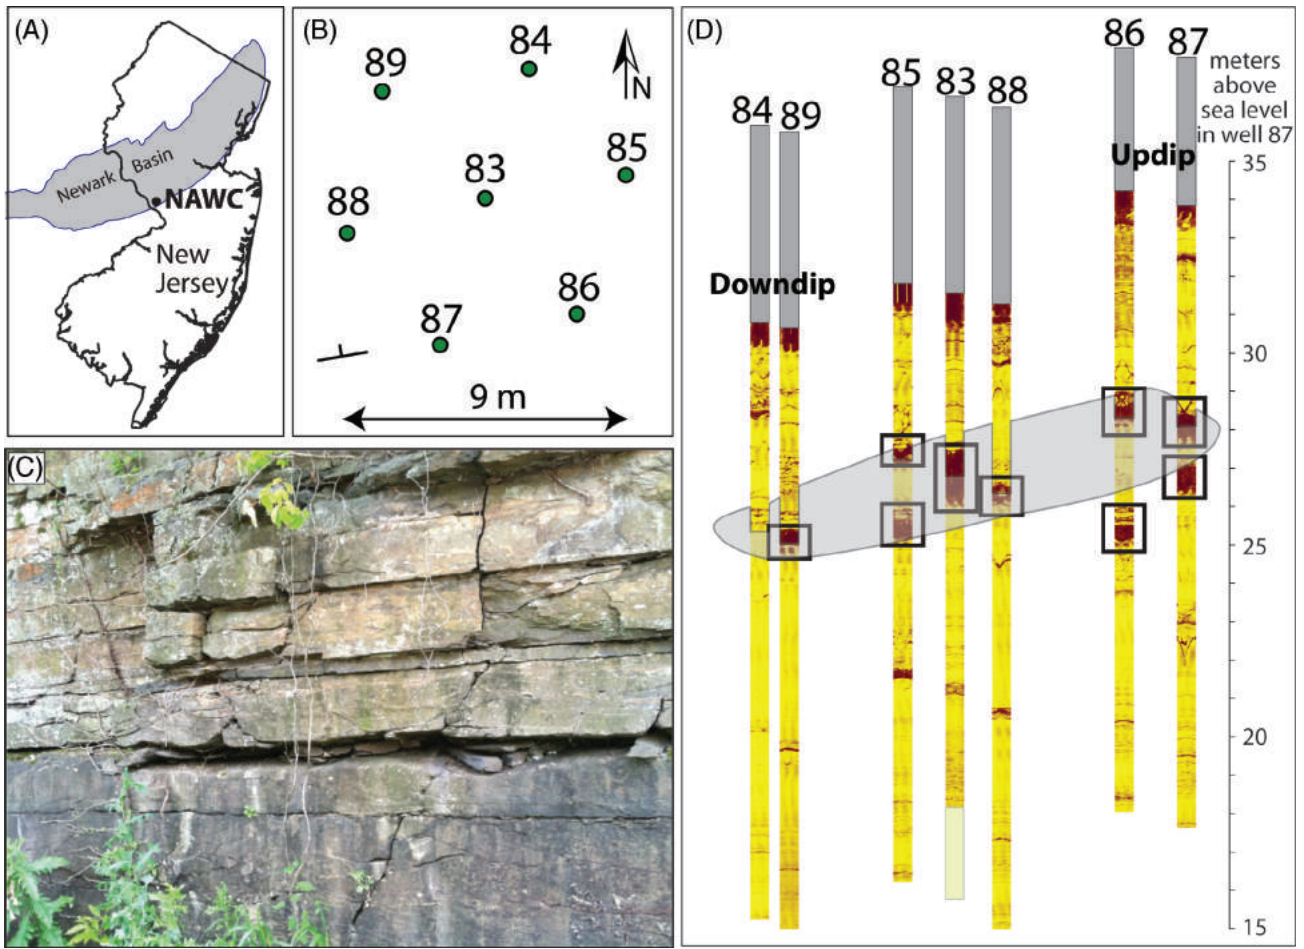 (A)
Newark Basin
NAWC
New
Jersey
(B)
84
89
N
85
83
88
86
87
9 m
(C)
(D)
86
87
85
83
88
84
89
meters
above
sea level
in well 87
Updip
Downdip
35
30
25
20
15